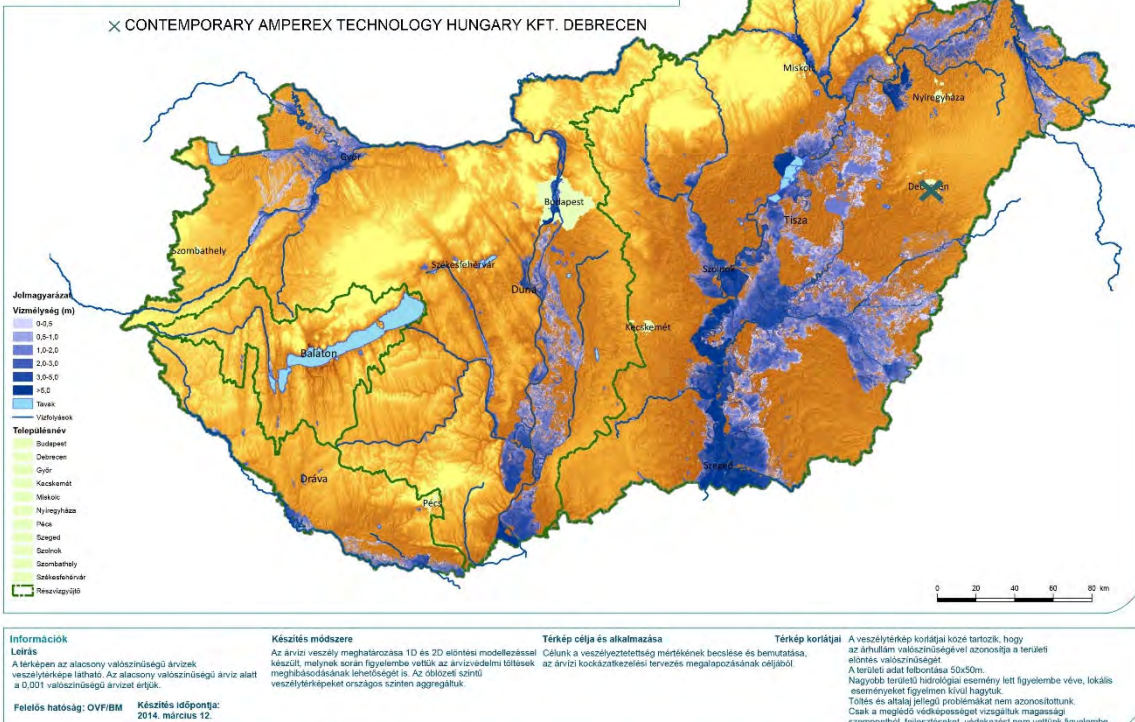 CONTEMPORARY AMPEREX TECHNOLOGY HUNGARY KFT. DEBRECEN
Miskolc
Nyíregyháza
Győr
Debrecen
Budapest
Tisza
Szombathely
Székesfehérvár
Szolnok
Duna
Kecskemét
Balaton
Szeged
Dráva
Pécs
Jelmagyarázat
Vízmélység (m)
0-0,5
0,5-1,0
1,0-2,0
2,0-3,0
3,0-5,0
>5,0
Tavak
Vízfolyások
Településnév
Budapest
Debrecen
Győr
Kecskemét
Miskolc
Nyíregyháza
Pécs
Szeged
Szolnok
Szombathely
Székesfehérvár
Részvízgyűjtő
0 20 40 60 80 km
Információk
Leírás
A térképen az alacsony valószínűségű árvizek
veszélytérképe látható. Az alacsony valószínűségű árvíz alatt
a 0,001 valószínűségű árvizet értjük.
Felelős hatóság: OVF/BM
Készítés időpontja:
2014. március 12.
Készítés módszere
Az árvízi veszély meghatározása 1D és 2D elöntési modellezéssel
készült, melynek során figyelembe vettük az árvízvédelmi töltések
meghibásodásának lehetőségét is. Az öblözeti szintű
veszélytérképeket országos szinten aggregáltuk.
Térkép célja és alkalmazása
Célunk a veszélyeztetettség mértékének becslése és bemutatása,
az árvízi kockázatkezelési tervezés megalapozásának céljából.
Térkép korlátjai
A veszélytérkép korlátjai közé tartozik, hogy
az árhullám valószínűségével azonosítja a területi
elöntés valószínűségét.
A területi adat felbontása 50x50m.
Nagyobb területű hidrológiai esemény lett figyelembe véve, lokális
eseményeket figyelmen kívül hagytuk.
Töltés és altalaj jellegű problémákat nem azonosítottunk.
Csak a meglédő védképességet vizsgáltuk magassági
szempontból, fejlesztéseket, védekezést nem vettünk figyelembe.